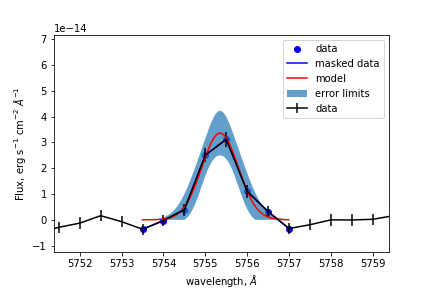 1e−14
7
6
5
4
3
2
1
0
−1
Flux, erg s⁻¹ cm⁻² Å⁻¹
data
masked data
model
error limits
data
5752 5753 5754 5755 5756 5757 5758 5759
wavelength, Å